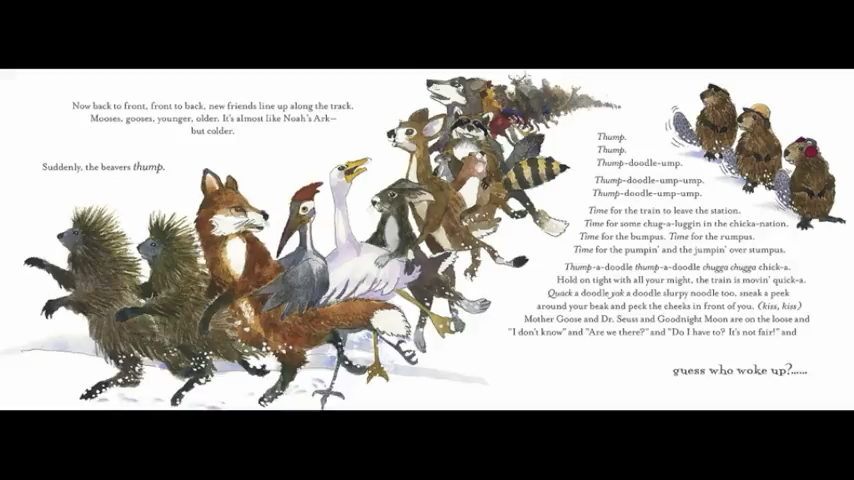 Now back to front, front to back, new friends line up along the track.
Mooses, gooses, younger, older. It's almost like Noah's Ark—
but colder.
Suddenly, the beavers thump.
Thump.
Thump.
Thump-doodle-ump.
Thump-doodle-ump-ump.
Thump-doodle-ump-ump.
Time for the train to leave the station.
Time for some chug-a-luggin in the chicka-nation.
Time for the bumpus. Time for the rumpus.
Time for the pumpin' and the jumpin' over stumpus.
Thump-a-doodle thump-a-doodle chugga chugga chick-a.
Hold on tight with all your might, the train is movin' quick-a.
Quack a doodle yak a doodle slurpy noodle too, sneak a peek
around your beak and peck the cheeks in front of you. (kiss, kiss)
Mother Goose and Dr. Seuss and Goodnight Moon are on the loose and
"I don't know" and "Are we there?" and "Do I have to? It's not fair!" and
guess who woke up?......